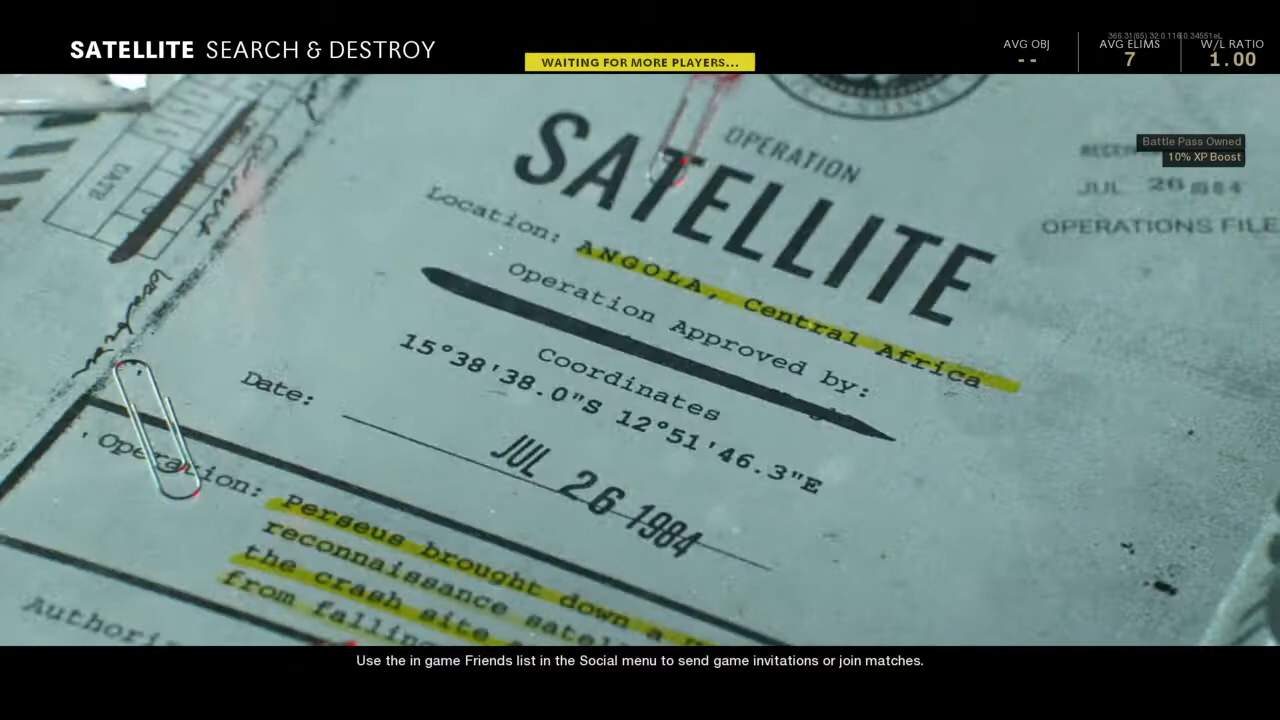 SATELLITE SEARCH & DESTROY
WAITING FOR MORE PLAYERS...
AVG OBJ
--
AVG ELIMS
7
W/L RATIO
1.00
Battle Pass Owned
10% XP Boost
DATE
OPERATION
SATELLITE
JUL 26 1984
OPERATIONS FILE
Location: ANGOLA, Central Africa
Operation Approved by:
Coordinates
15°38'38.0"S 12°51'46.3"E
Date:
JUL 26 1984
Operation: Perseus brought down a
reconnaissance
the crash site
from falling
Use the in game Friends list in the Social menu to send game invitations or join matches.